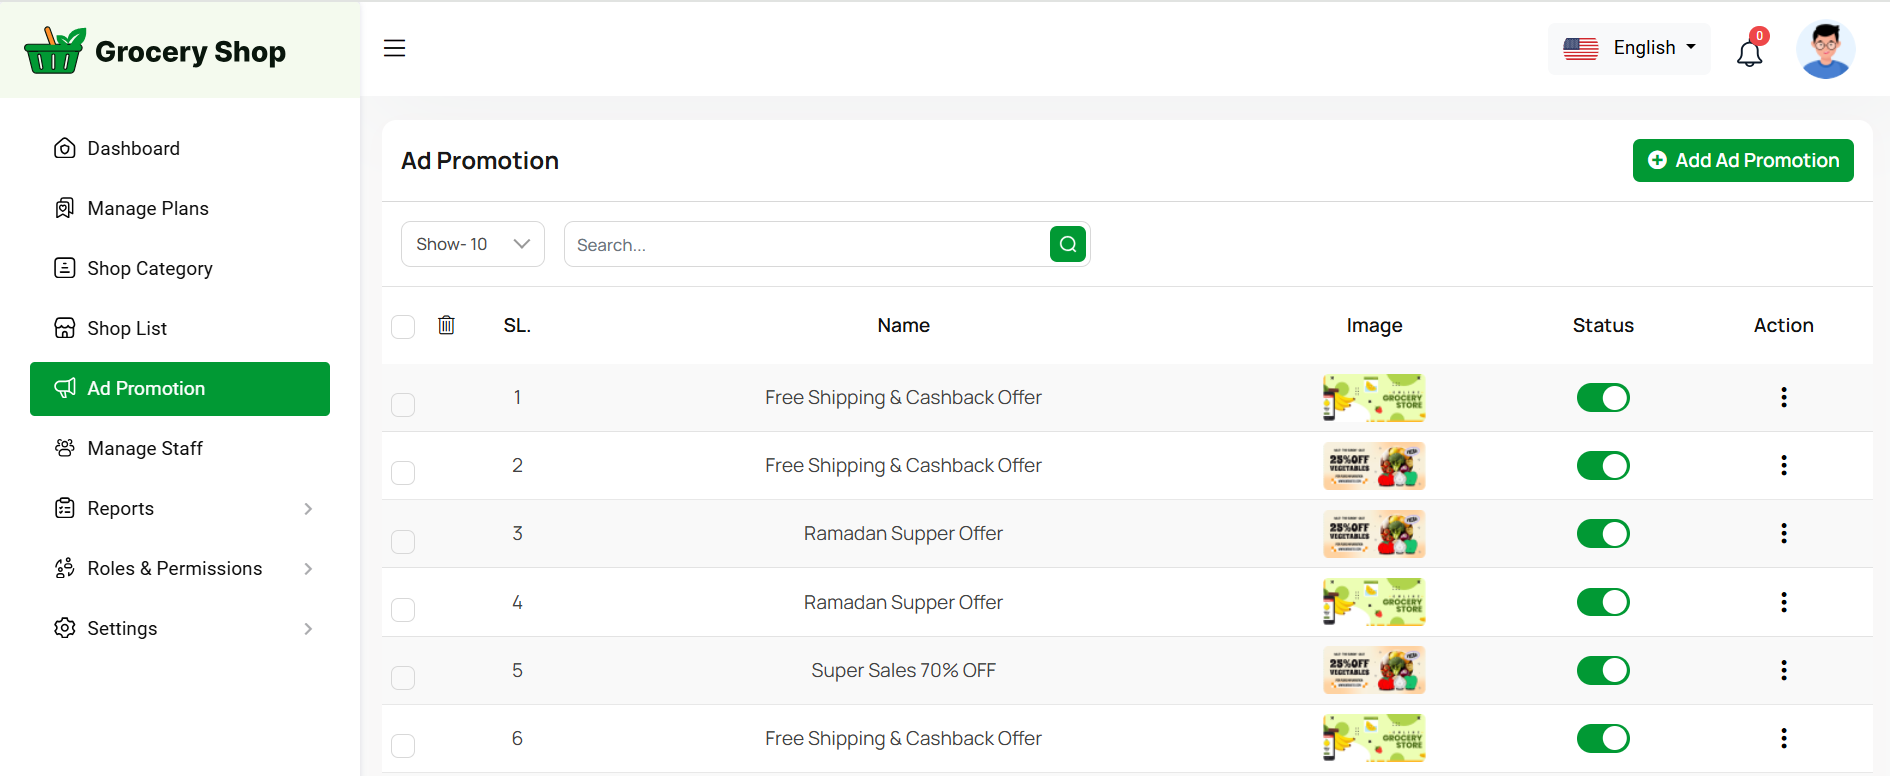 Grocery Shop
English
0
Dashboard
Manage Plans
Shop Category
Shop List
Ad Promotion
Manage Staff
Reports
Roles & Permissions
Settings
Ad Promotion
Add Ad Promotion
Show- 10
Search...
SL. Name Image Status Action
1 Free Shipping & Cashback Offer
GROCERY
STORE
2 Free Shipping & Cashback Offer
25%OFF
VEGETABLES
3 Ramadan Supper Offer
25%OFF
VEGETABLES
4 Ramadan Supper Offer
GROCERY
STORE
5 Super Sales 70% OFF
25%OFF
VEGETABLES
6 Free Shipping & Cashback Offer
GROCERY
STORE